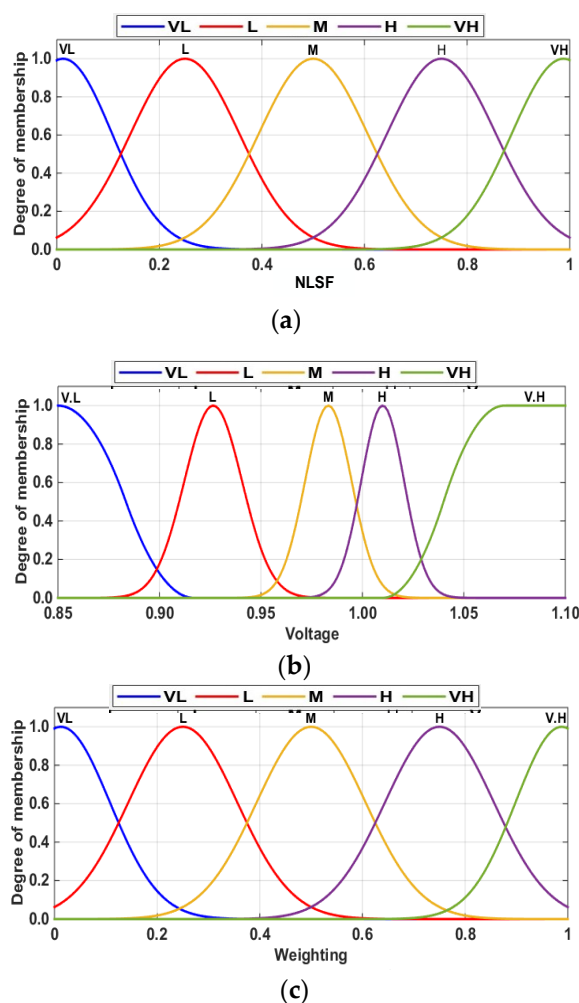 VL L M H VH
VL L M H VH
1.0
0.8
0.6
0.4
0.2
0.0
Degree of membership
0 0.2 0.4 0.6 0.8 1
NLSF
(a)
VL L M H VH
V.L L M H V.H
1.0
0.8
0.6
0.4
0.2
0.0
Degree of membership
0.85 0.90 0.95 1.00 1.05 1.10
Voltage
(b)
VL L M H VH
VL L M H V.H
1.0
0.8
0.6
0.4
0.2
0.0
Degree of membership
0 0.2 0.4 0.6 0.8 1
Weighting
(c)